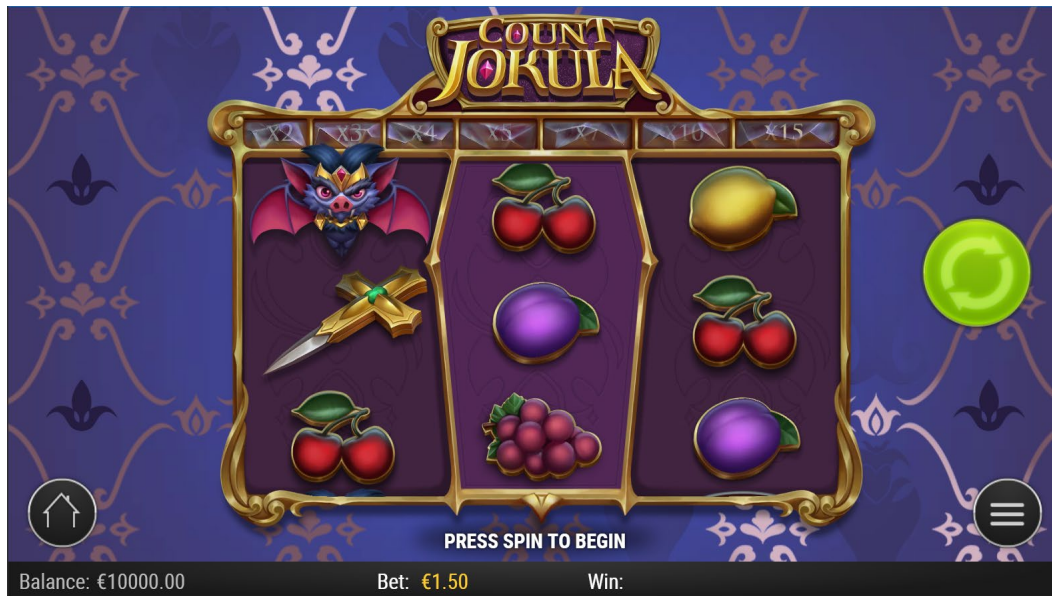 COUNT
JOKULA
X2 X3 X4 X5 X7 X10 X15
PRESS SPIN TO BEGIN
Balance: €10000.00 Bet: €1.50 Win: